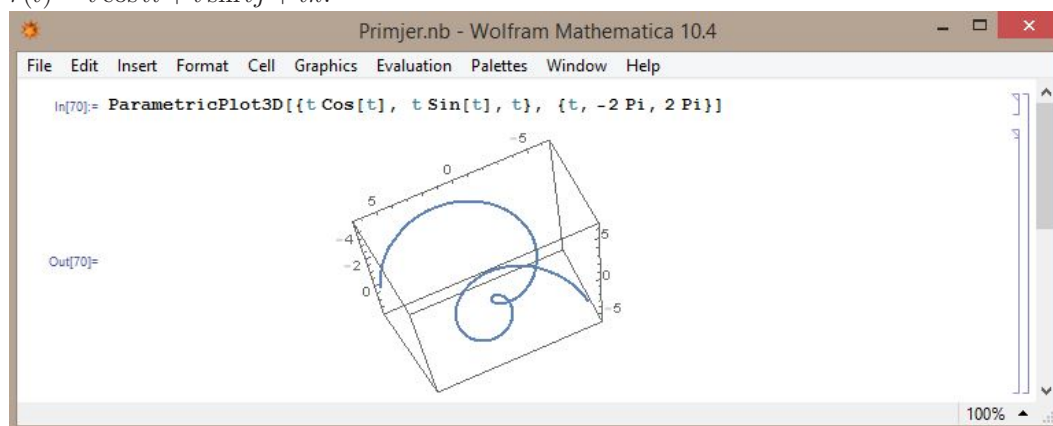 Primjer.nb - Wolfram Mathematica 10.4
File Edit Insert Format Cell Graphics Evaluation Palettes Window Help
In[70]:= ParametricPlot3D[{t Cos[t], t Sin[t], t}, {t, -2 Pi, 2 Pi}]
-5
0
5
-4
-2
0
5
0
-5
Out[70]=
100%